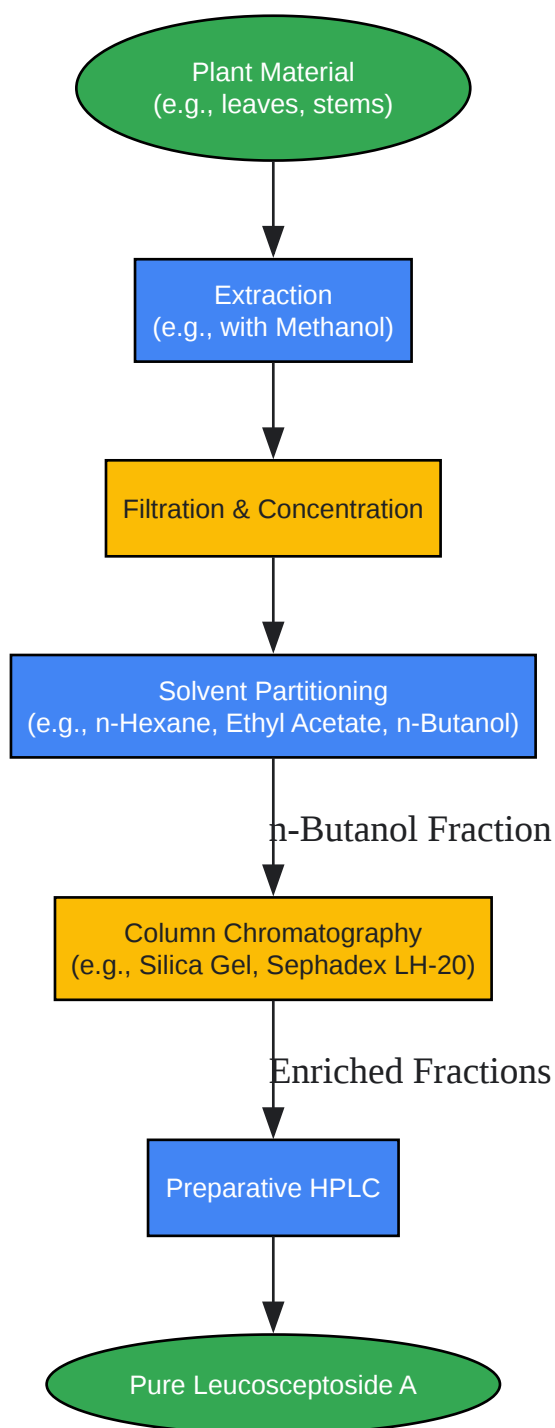 Plant Material
(e.g., leaves, stems)
Extraction
(e.g., with Methanol)
Filtration & Concentration
Solvent Partitioning
(e.g., n-Hexane, Ethyl Acetate, n-Butanol)
n-Butanol Fraction
Column Chromatography
(e.g., Silica Gel, Sephadex LH-20)
Enriched Fractions
Preparative HPLC
Pure Leucosceptoside A